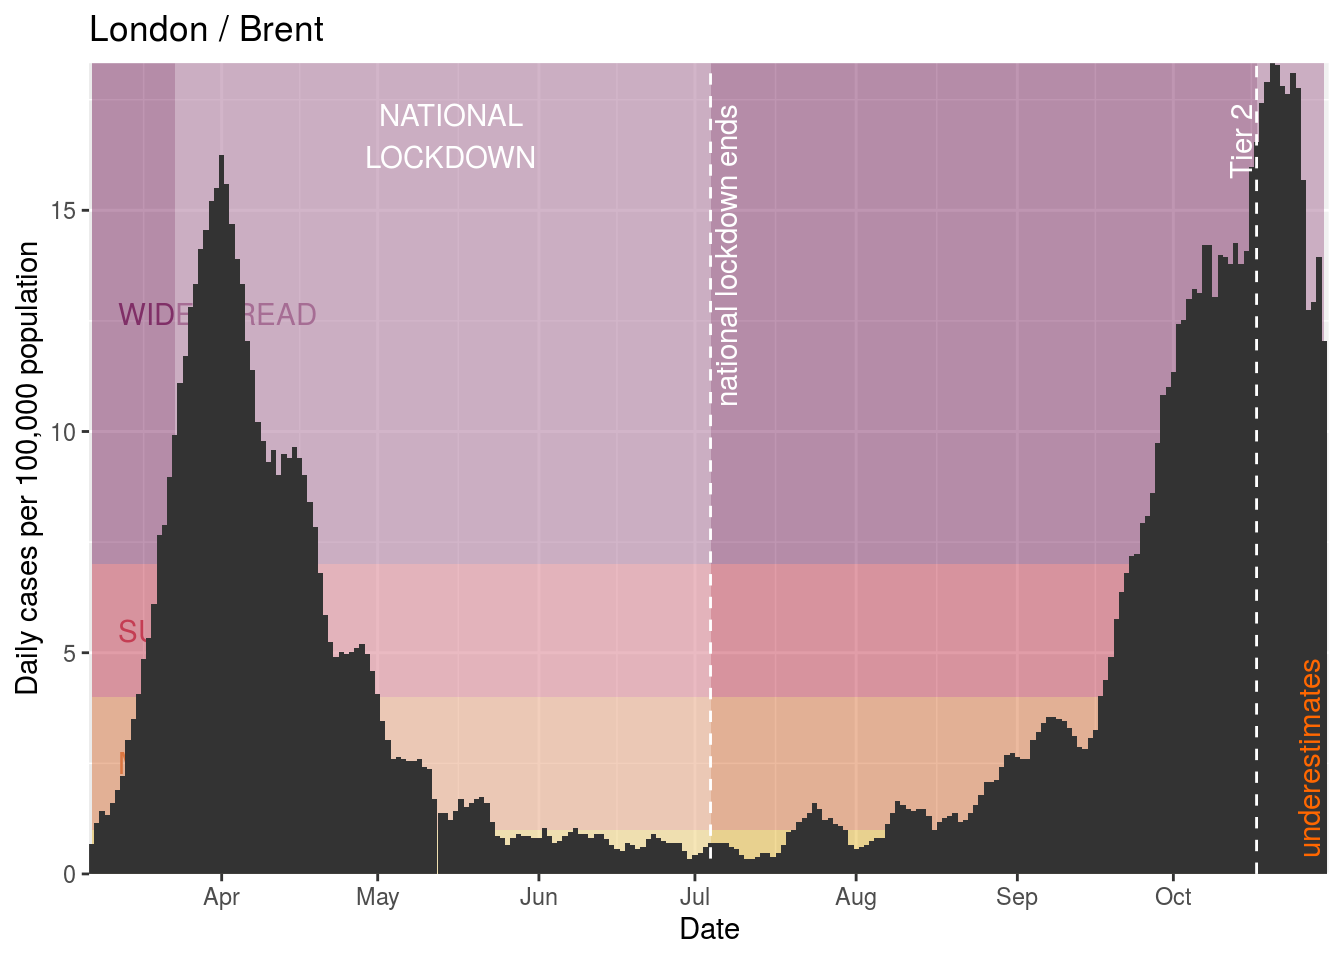 London / Brent
NATIONAL
LOCKDOWN
national lockdown ends
Tier 2
underestimates
Daily cases per 100,000 population
15
10
5
0
Apr
May
Jun
Jul
Aug
Sep
Oct
Date